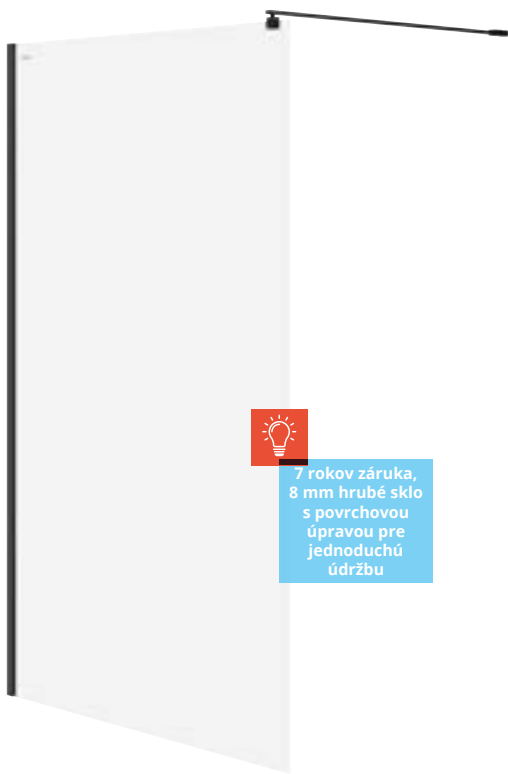 7 rokov záruka,
8 mm hrubé sklo
s povrchovou
úpravou pre
jednoduchú
údržbu